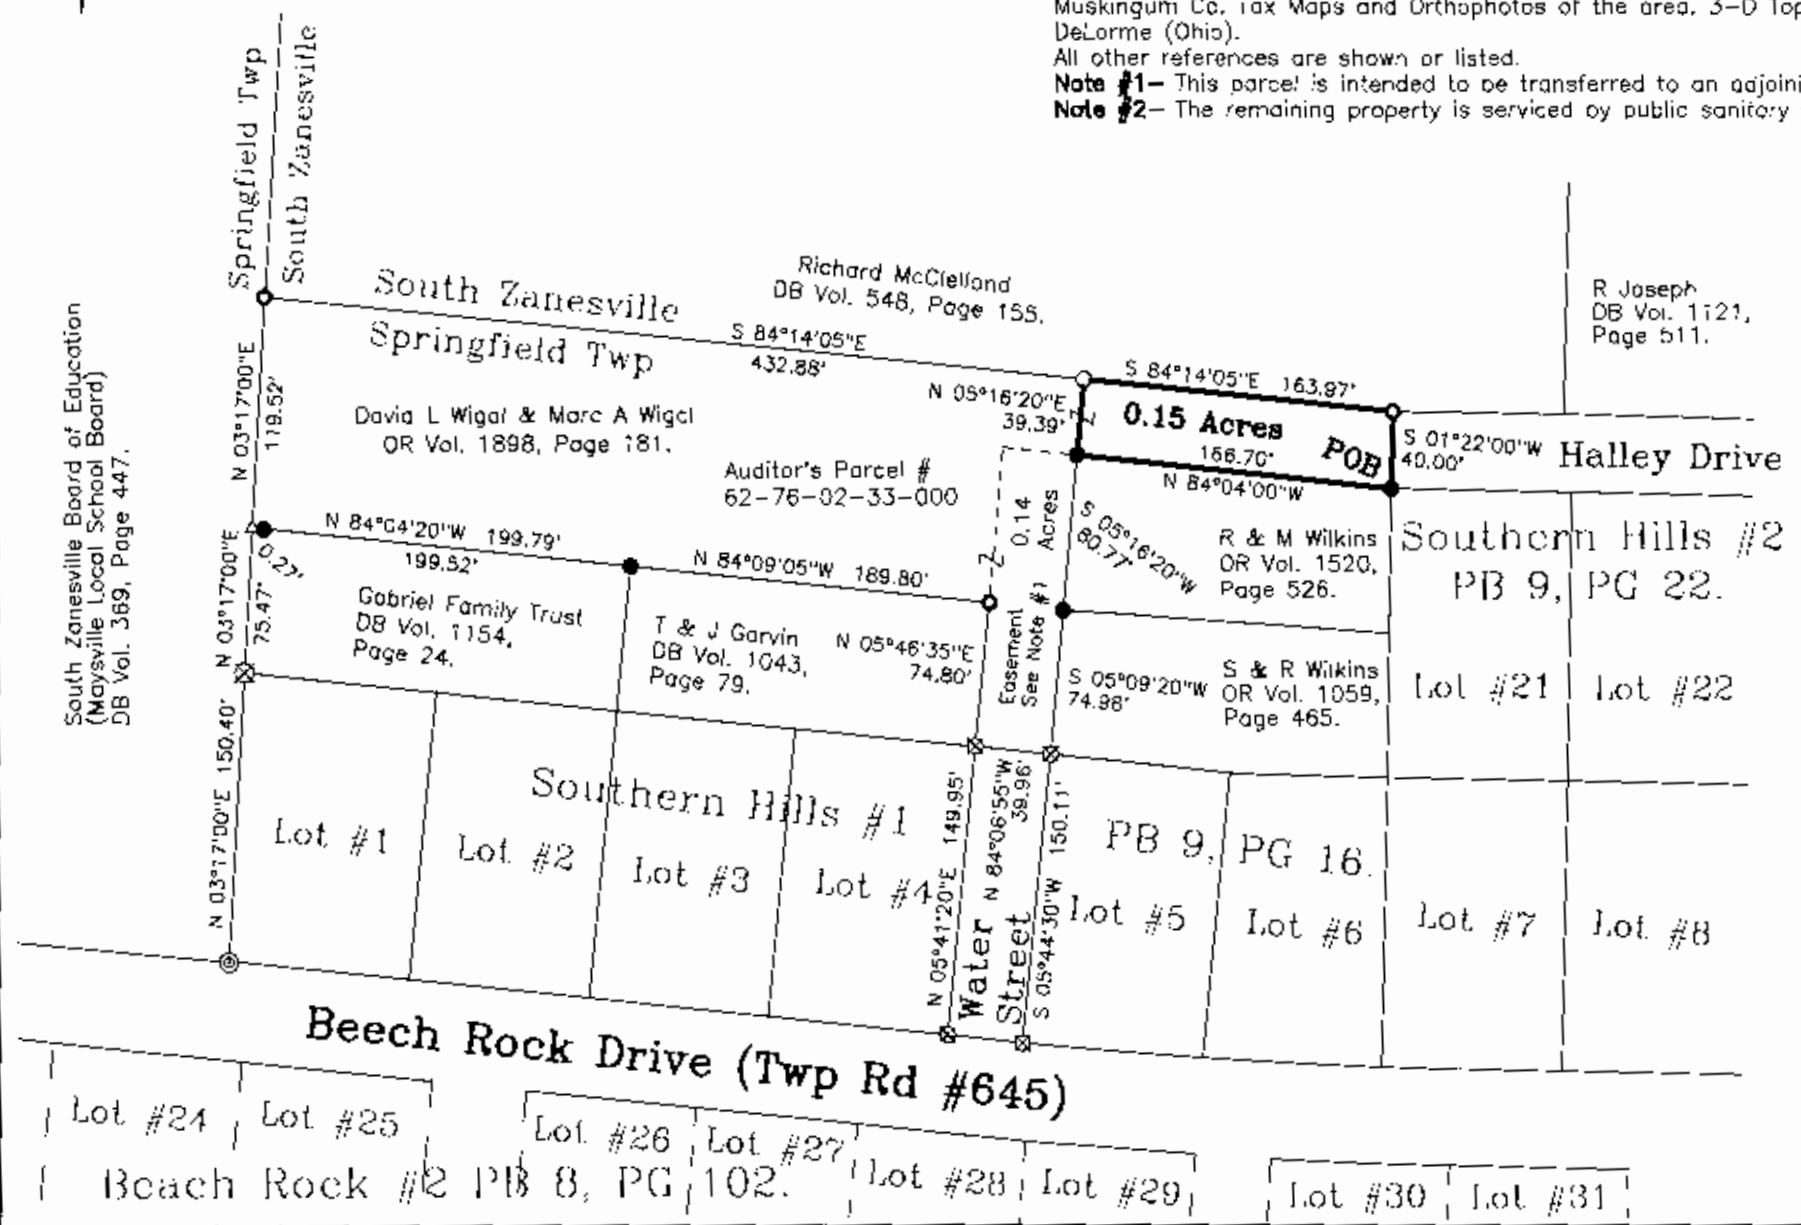 Muskingum Co. Tax Maps and Orthophotos of the area. 3-D Top
DeLorme (Ohio).
All other references are shown or listed.
Note #1- This parcel is intended to be transferred to an adjoini
Note #2- The remaining property is serviced by public sanitary
Springfield Twp
South Zanesville
South Zanesville Board of Education
(Maysville Local School Board)
DB Vol. 369, Page 447.
South Zanesville
Springfield Twp
Richard McClelland
DB Vol. 548, Page 155.
S 84°14'05"E
432.88'
R Joseph
DB Vol. 1121,
Page 511.
N 03°17'00"E
119.52'
David L Wigal & Marc A Wigal
OR Vol. 1898, Page 181.
Auditor's Parcel #
62-76-02-33-000
N 05°16'20"E
39.39'
S 84°14'05"E 163.97'
0.15 Acres
POB
166.70'
N 84°04'00"W
S 01°22'00"W
40.00'
Halley Drive
N 84°04'20"W 199.79'
199.52'
0.27'
N 03°17'00"E
75.47'
N 84°09'05"W 189.80'
0.14
Acres
Easement
See Note #1
S 05°16'20"W
80.77'
R & M Wilkins
OR Vol. 1520,
Page 526.
Southern Hills #2
PB 9, PG 22.
Gabriel Family Trust
DB Vol. 1154,
Page 24.
T & J Garvin
DB Vol. 1043,
Page 79.
N 05°46'35"E
74.80'
S 05°09'20"W
74.98'
S & R Wilkins
OR Vol. 1059,
Page 465.
Lot #21
Lot #22
N 03°17'00"E 150.40'
Southern Hills #1
PB 9, PG 16.
Lot #1
Lot #2
Lot #3
Lot #4
N 05°41'20"E 149.95'
N 84°06'55"W
39.96'
Water
Street
S 05°44'30"W 150.11'
Lot #5
Lot #6
Lot #7
Lot #8
Beech Rock Drive (Twp Rd #645)
Lot #24
Lot #25
Lot #26
Lot #27
Lot #28
Lot #29
Lot #30
Lot #31
Beach Rock #2 PB 8, PG 102.